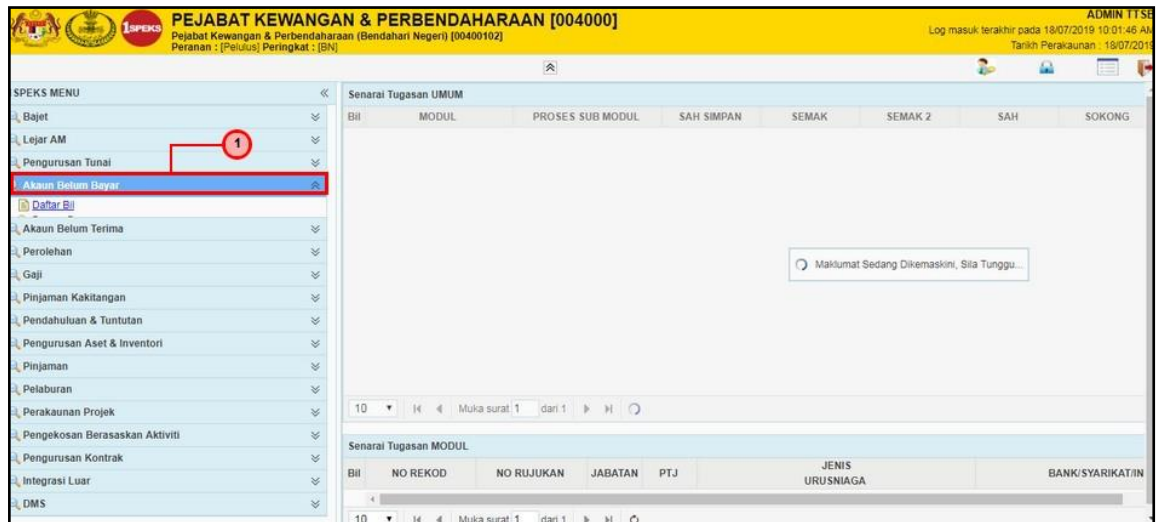 1SPEKS
PEJABAT KEWANGAN & PERBENDAHARAAN [004000]
Pejabat Kewangan & Perbendaharaan (Bendahari Negeri) [00400102]
Peranan : [Pelulus] Peringkat : [BN]
ADMIN TTSB
Log masuk terakhir pada 18/07/2019 10:01:46 AM
Tarikh Perakaunan : 18/07/2019
SPEKS MENU
Bajet
Lejar AM
1
Pengurusan Tunai
Akaun Belum Bayar
Daftar Bil
Akaun Belum Terima
Perolehan
Gaji
Pinjaman Kakitangan
Pendahuluan & Tuntutan
Pengurusan Aset & Inventori
Pinjaman
Pelaburan
Perakaunan Projek
Pengekosan Berasaskan Aktiviti
Pengurusan Kontrak
Integrasi Luar
DMS
Senarai Tugasan UMUM
Bil MODUL PROSES SUB MODUL SAH SIMPAN SEMAK SEMAK 2 SAH SOKONG
Maklumat Sedang Dikemaskini, Sila Tunggu...
10 Muka surat 1 dari 1
Senarai Tugasan MODUL
Bil NO REKOD NO RUJUKAN JABATAN PTJ JENIS URUSNIAGA BANK/SYARIKAT/IN
10 Muka surat 1 dari 1